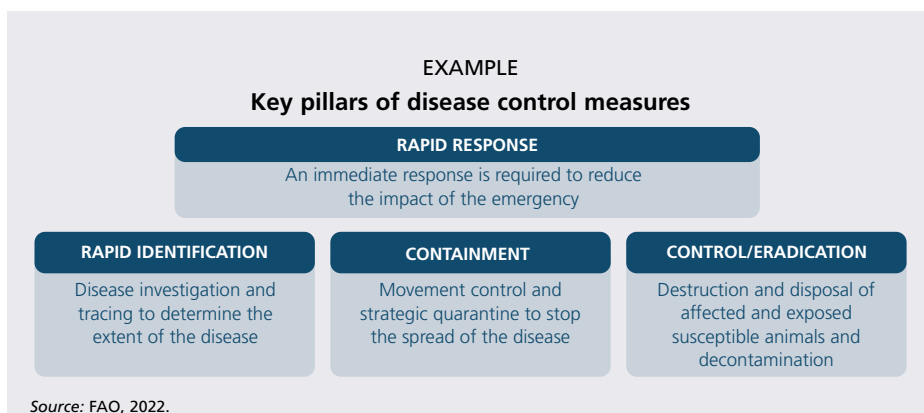 EXAMPLE
Key pillars of disease control measures
RAPID RESPONSE
An immediate response is required to reduce
the impact of the emergency
RAPID IDENTIFICATION
Disease investigation and
tracing to determine the
extent of the disease
CONTAINMENT
Movement control and
strategic quarantine to stop
the spread of the disease
CONTROL/ERADICATION
Destruction and disposal of
affected and exposed
susceptible animals and
decontamination
Source: FAO, 2022.